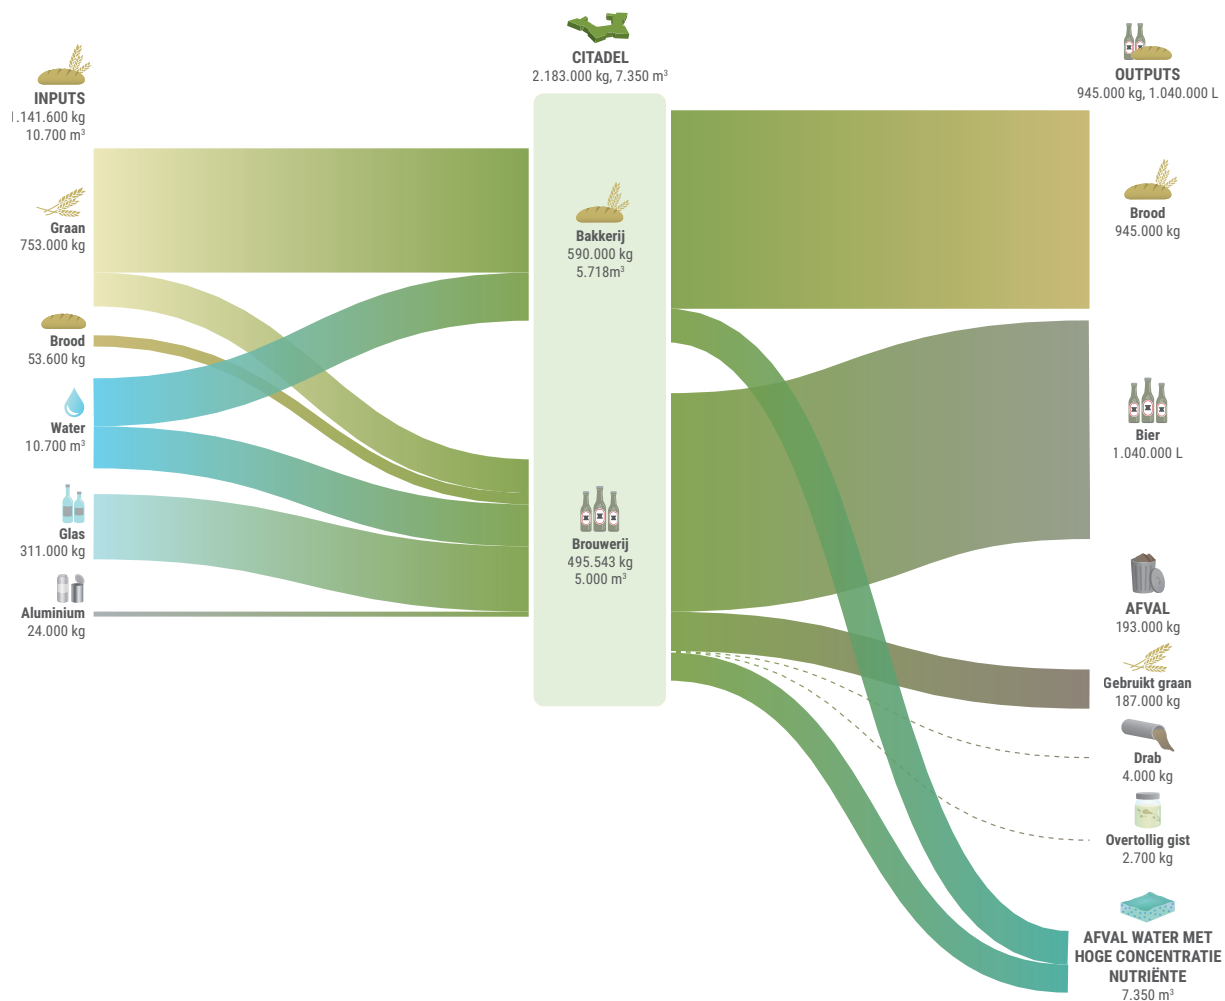 INPUTS
1.141.600 kg
10.700 m³
Graan
753.000 kg
Brood
53.600 kg
Water
10.700 m³
Glas
311.000 kg
Aluminium
24.000 kg
CITADEL
2.183.000 kg, 7.350 m³
Bakkerij
590.000 kg
5.718m³
Brouwerij
495.543 kg
5.000 m³
OUTPUTS
945.000 kg, 1.040.000 L
Brood
945.000 kg
Bier
1.040.000 L
AFVAL
193.000 kg
Gebruikt graan
187.000 kg
Drab
4.000 kg
Overtollig gist
2.700 kg
AFVAL WATER MET
HOGE CONCENTRATIE
NUTRIËNTE
7.350 m³